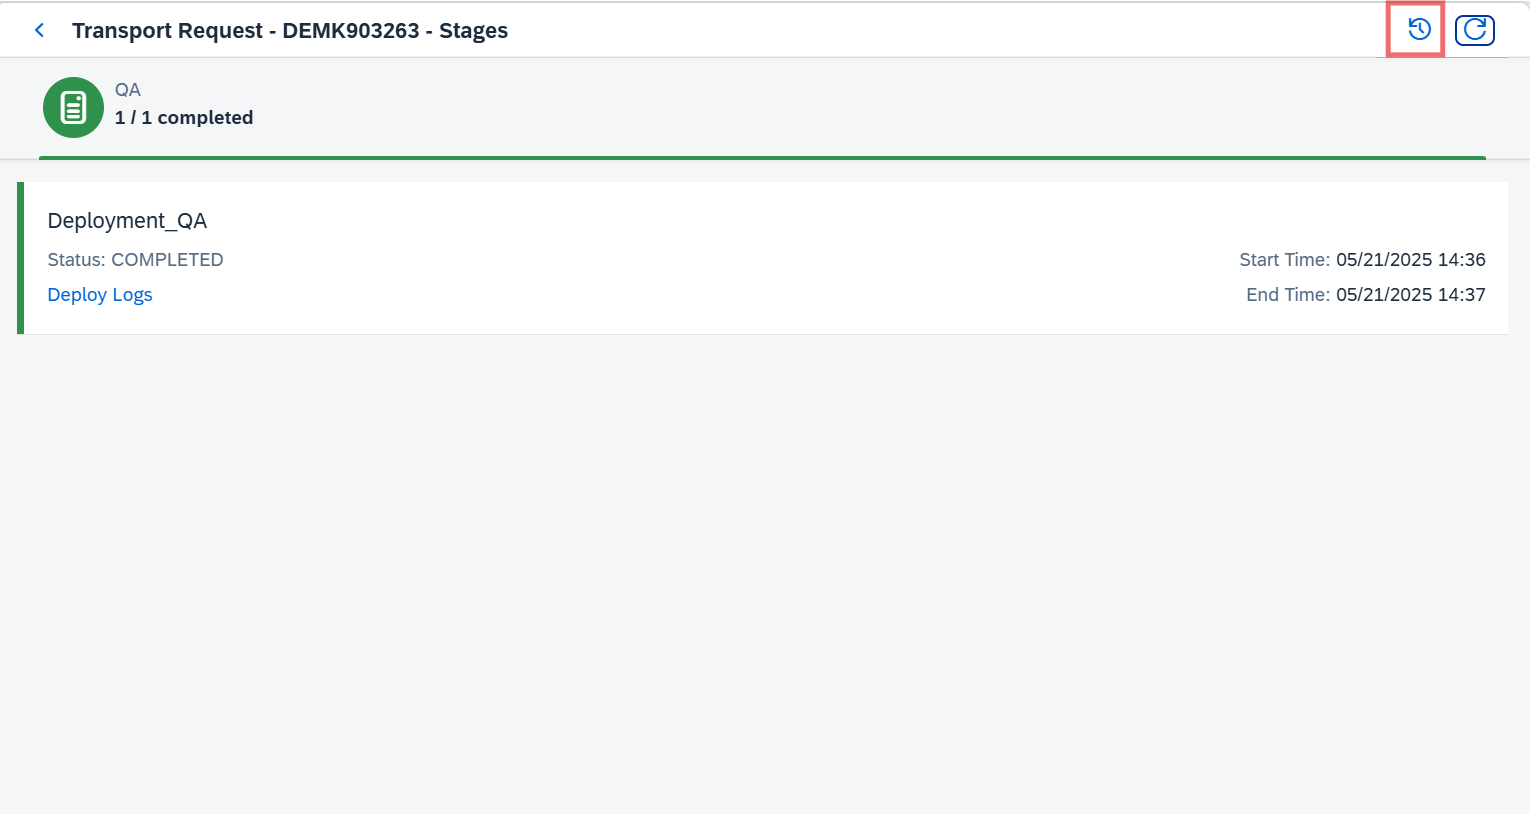 Transport Request - DEMK903263 - Stages
QA
1 / 1 completed
Deployment_QA
Status: COMPLETED
Start Time: 05/21/2025 14:36
Deploy Logs
End Time: 05/21/2025 14:37